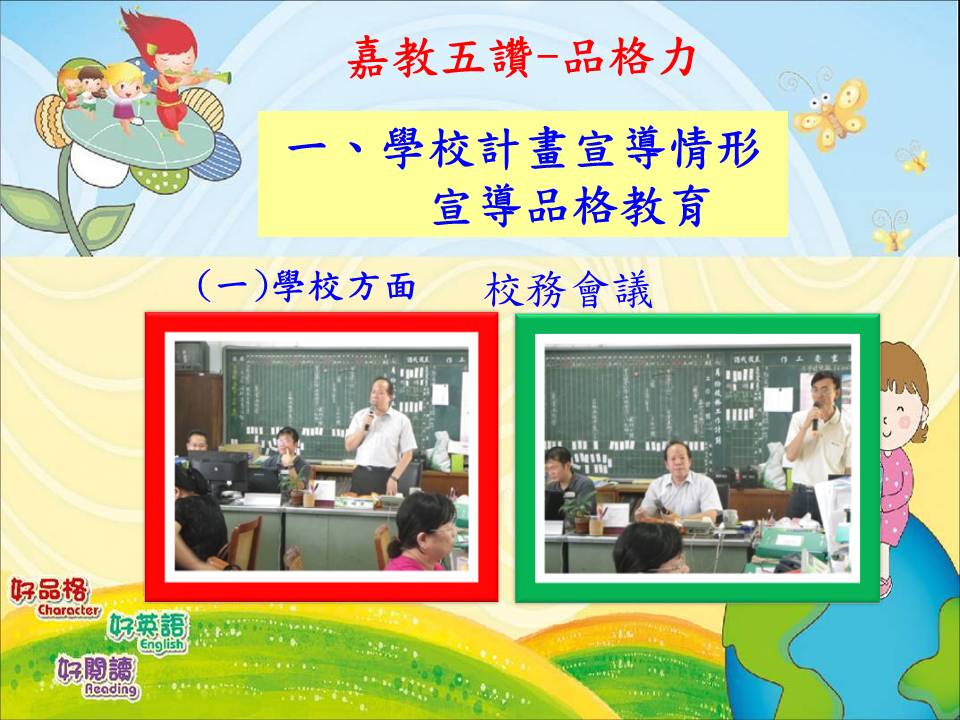 嘉教五讚-品格力
一、學校計畫宣導情形
宣導品格教育
(一)學校方面 校務會議
好品格
Character
好英語
English
好閱讀
Reading